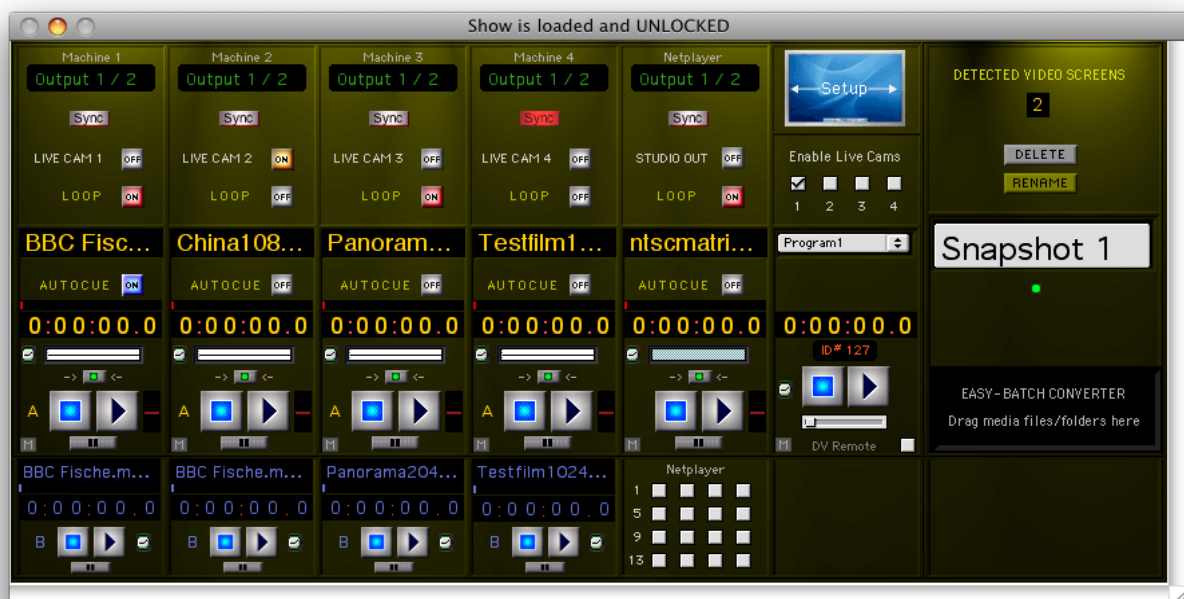 Show is loaded and UNLOCKED
Machine 1 Machine 2 Machine 3 Machine 4 Netplayer
Output 1 / 2 Output 1 / 2 Output 1 / 2 Output 1 / 2 Output 1 / 2
Setup
DETECTED VIDEO SCREENS
2
Sync Sync Sync Sync Sync
LIVE CAM 1 OFF LIVE CAM 2 ON LIVE CAM 3 OFF LIVE CAM 4 OFF STUDIO OUT OFF
Enable Live Cams
DELETE
LOOP ON LOOP OFF LOOP ON LOOP OFF LOOP ON
RENAME
1 2 3 4
BBC Fisc... China108... Panoram... Testfilm1... ntscmatri...
Program1
Snapshot 1
AUTOCUE ON AUTOCUE OFF AUTOCUE OFF AUTOCUE OFF AUTOCUE OFF
0:00:00.0 0:00:00.0 0:00:00.0 0:00:00.0 0:00:00.0 0:00:00.0
ID# 127
-> <- -> <- -> <- -> <- -> <-
EASY-BATCH CONVERTER
A A A A
Drag media files/folders here
M M M M M M DV Remote
BBC Fische.m... BBC Fische.m... Panorama204... Testfilm1024... Netplayer
0:00:00.0 0:00:00.0 0:00:00.0 0:00:00.0
1
5
B B B B
9
13